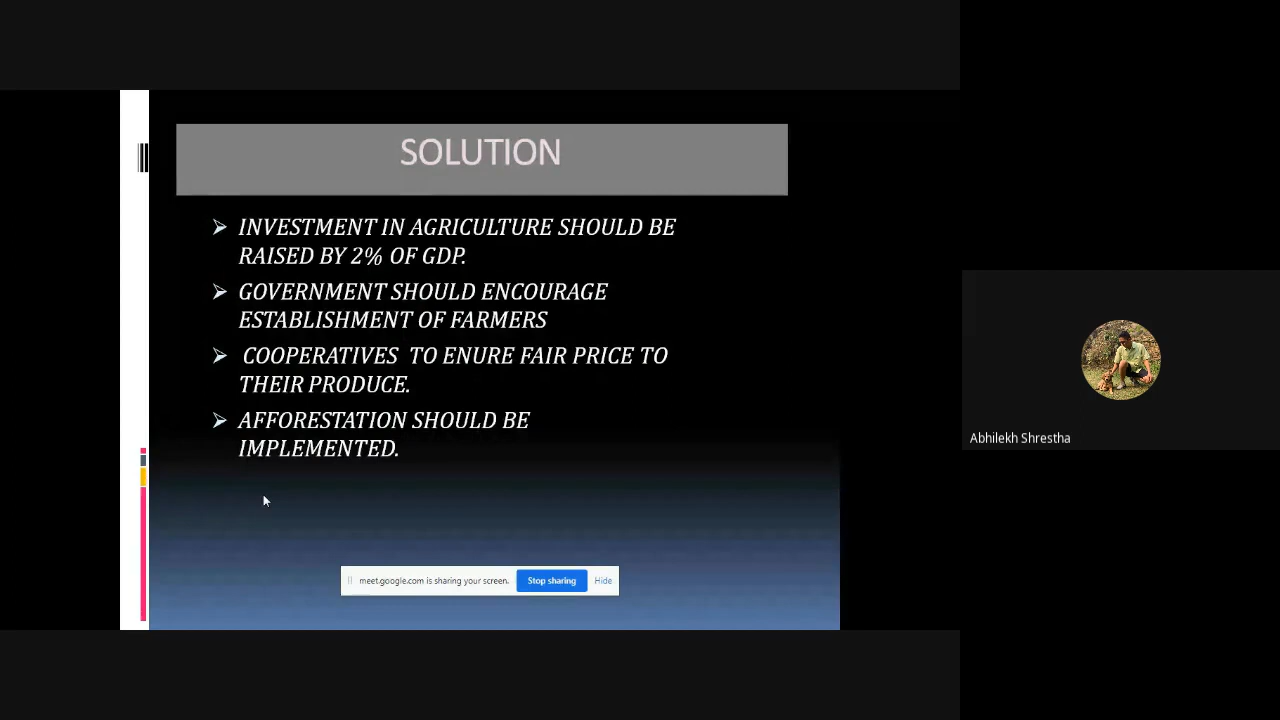 SOLUTION
INVESTMENT IN AGRICULTURE SHOULD BE
RAISED BY 2% OF GDP.
GOVERNMENT SHOULD ENCOURAGE
ESTABLISHMENT OF FARMERS
COOPERATIVES TO ENURE FAIR PRICE TO
THEIR PRODUCE.
AFFORESTATION SHOULD BE
IMPLEMENTED.
meet.google.com is sharing your screen.
Stop sharing
Hide
Abhilekh Shrestha